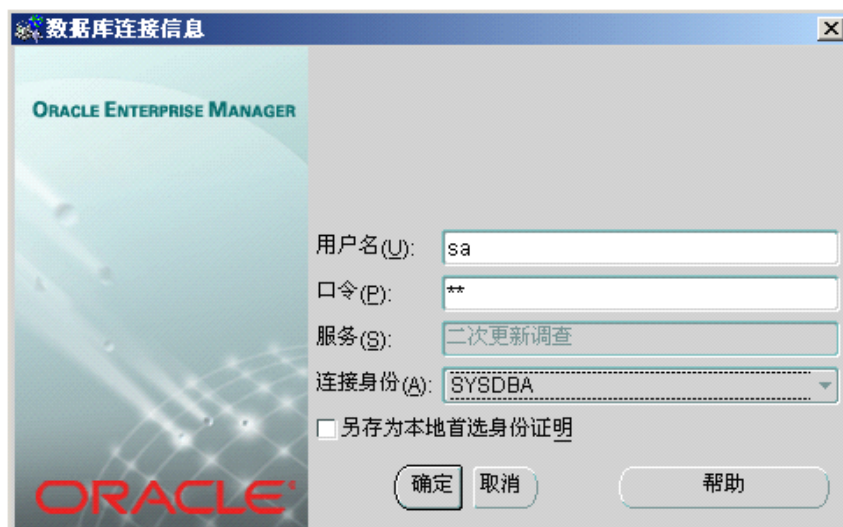 数据库连接信息
ORACLE ENTERPRISE MANAGER
用户名(U): sa
口令(P): **
服务(S): 二次更新调查
连接身份(A): SYSDBA
另存为本地首选身份证明
确定 取消 帮助
ORACLE